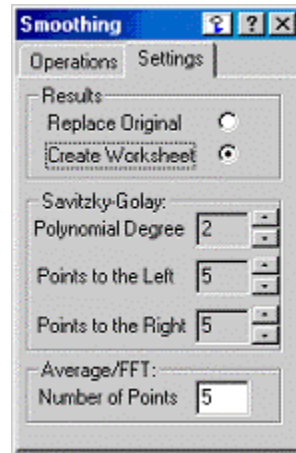 Smoothing
Operations Settings
Results
Replace Original
Create Worksheet
Savitzky-Golay:
Polynomial Degree 2
Points to the Left 5
Points to the Right 5
Average/FFT:
Number of Points 5